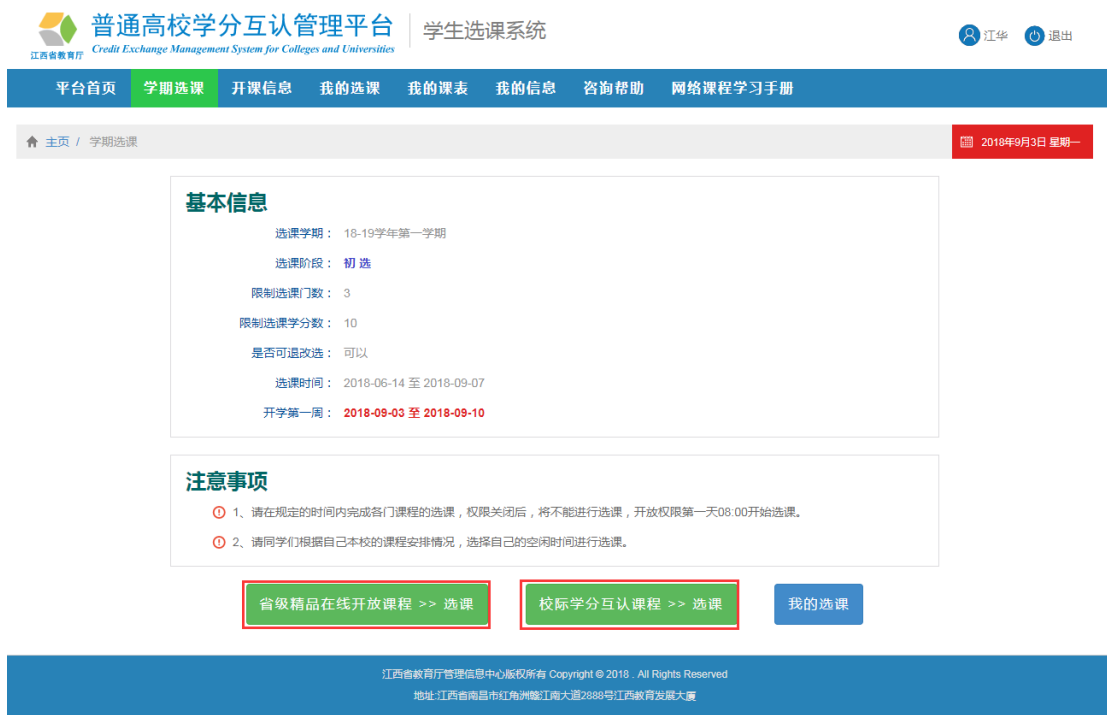 普通高校学分互认管理平台
Credit Exchange Management System for Colleges and Universities
江西省教育厅
学生选课系统
江华 退出
平台首页 学期选课 开课信息 我的选课 我的课表 我的信息 咨询帮助 网络课程学习手册
主页 / 学期选课
2018年9月3日 星期一
基本信息
选课学期： 18-19学年第一学期
选课阶段： 初 选
限制选课门数： 3
限制选课学分数： 10
是否可退改选： 可以
选课时间： 2018-06-14 至 2018-09-07
开学第一周： 2018-09-03 至 2018-09-10
注意事项
1、请在规定的时间内完成各门课程的选课，权限关闭后，将不能进行选课，开放权限第一天08:00开始选课。
2、请同学们根据自己本校的课程安排情况，选择自己的空闲时间进行选课。
省级精品在线开放课程 >> 选课
校际学分互认课程 >> 选课
我的选课
江西省教育厅管理信息中心版权所有 Copyright © 2018 . All Rights Reserved
地址:江西省南昌市红角洲赣江南大道2888号江西教育发展大厦